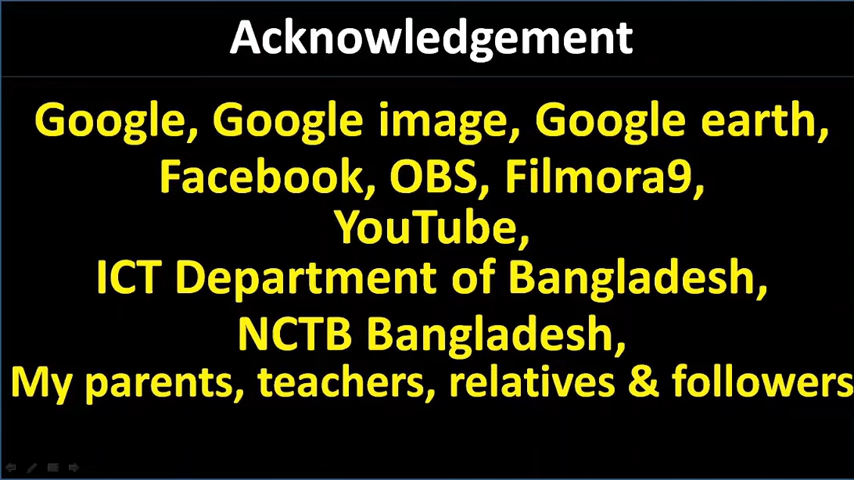 Acknowledgement
Google, Google image, Google earth,
Facebook, OBS, Filmora9,
YouTube,
ICT Department of Bangladesh,
NCTB Bangladesh,
My parents, teachers, relatives & followers